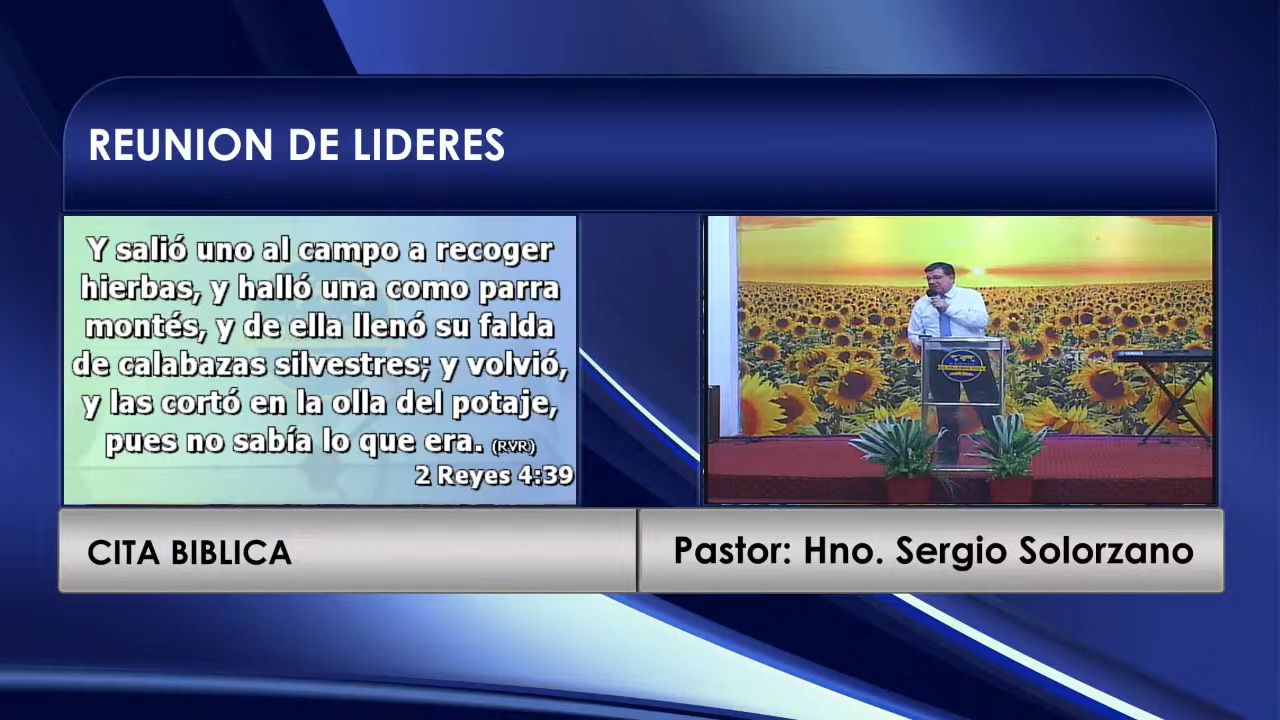 REUNION DE LIDERES
Y salió uno al campo a recoger
hierbas, y halló una como parra
montés, y de ella llenó su falda
de calabazas silvestres; y volvió,
y las cortó en la olla del potaje,
pues no sabía lo que era. (RVR)
2 Reyes 4:39
CITA BIBLICA
Pastor: Hno. Sergio Solorzano
YAMAHA